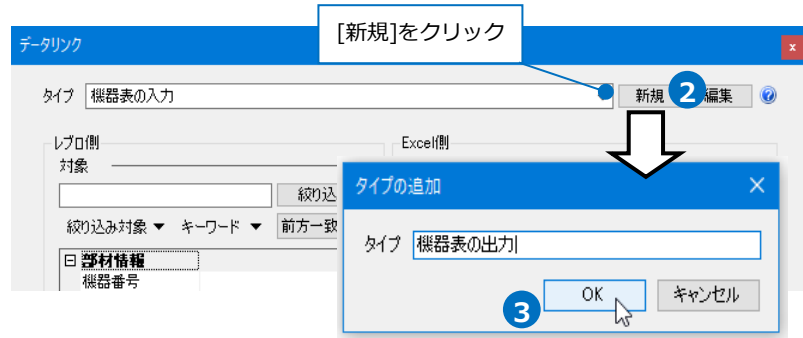 [新規]をクリック
データリンク
x
タイプ 機器表の入力 新規 2 編集 ?
レブロ側 Excel側
対象
絞り込
絞り込み対象 ▼ キーワード ▼ 前方一致
部材情報
機器番号
タイプの追加
タイプ 機器表の出力
3 OK キャンセル